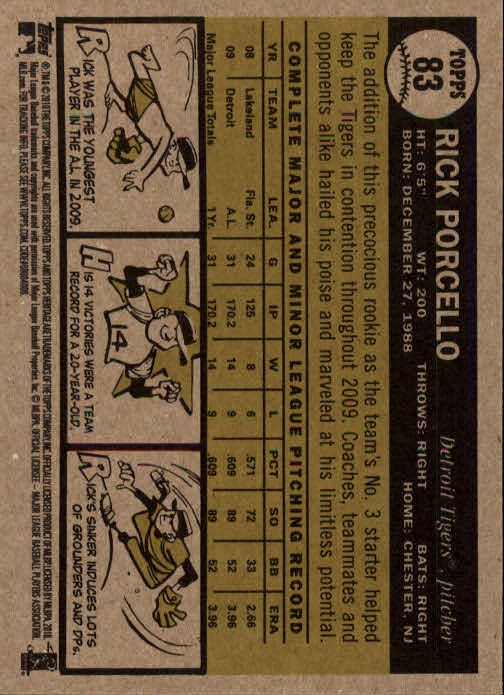 TOPPS
83
RICK PORCELLO
Detroit Tigers® pitcher
HT: 6'5" WT: 200 THROWS: RIGHT BATS: RIGHT
BORN: DECEMBER 27, 1988 HOME: CHESTER, NJ
The addition of this precocious rookie as the team's No. 3 starter helped
keep the Tigers in contention throughout 2009. Coaches, teammates and
opponents alike hailed his poise and marveled at his limitless potential.
COMPLETE MAJOR AND MINOR LEAGUE PITCHING RECORD
YR TEAM LEA. G IP W L PCT SO BB ERA
08 Lakeland Fla. St. 24 125 8 6 .571 72 33 2.66
09 Detroit A.L. 31 170.2 14 9 .609 89 52 3.96
Major League Totals 1 Yr. 31 170.2 14 9 .609 89 52 3.96
RICK WAS THE YOUNGEST
PLAYER IN THE A.L. IN 2009.
14
HIS 14 VICTORIES WERE A TEAM
RECORD FOR A 20-YEAR-OLD.
RICK'S SINKER INDUCES LOTS
OF GROUNDERS AND DPs.
TOPPS